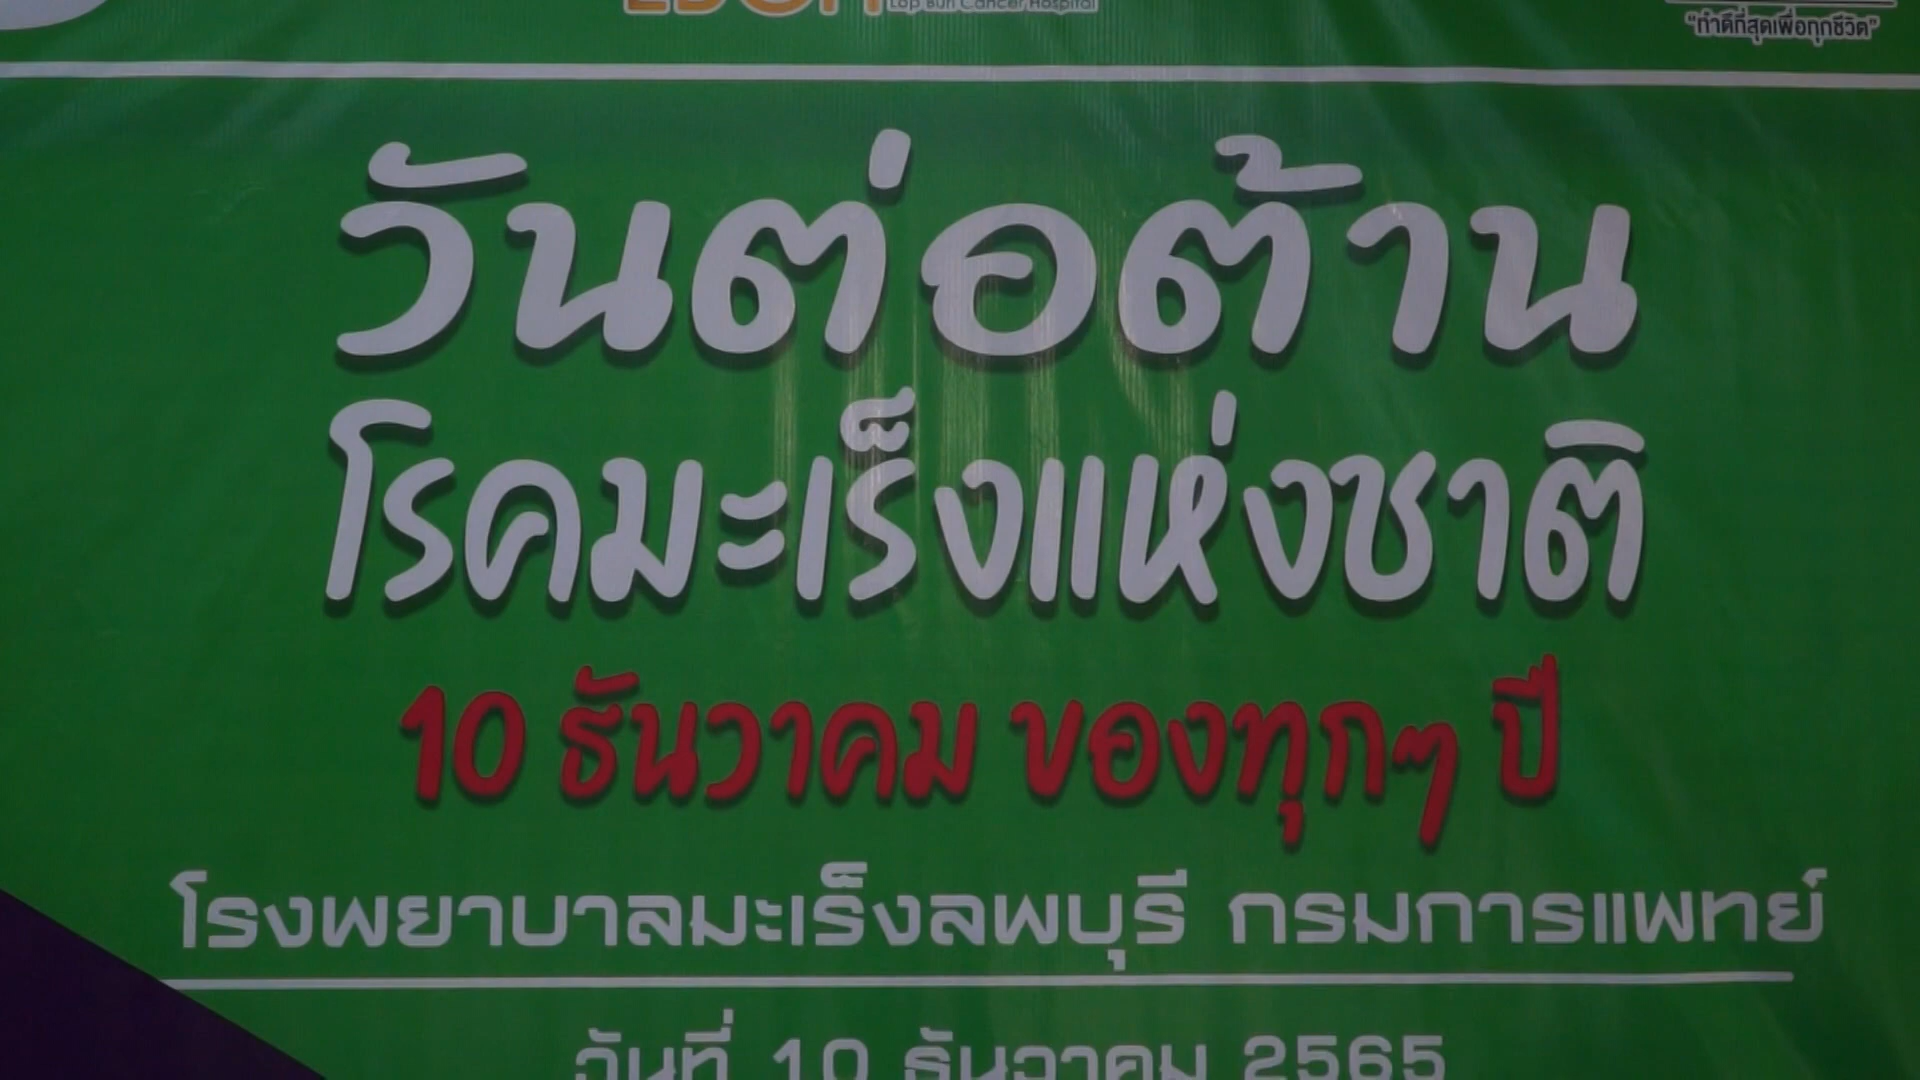 Lop Buri Cancer Hospital
"ทำดีที่สุดเพื่อทุกชีวิต"
วันต่อต้าน
โรคมะเร็งแห่งชาติ
10 ธันวาคม ของทุกๆ ปี
โรงพยาบาลมะเร็งลพบุรี กรมการแพทย์
วันที่ 10 ธันวาคม 2565